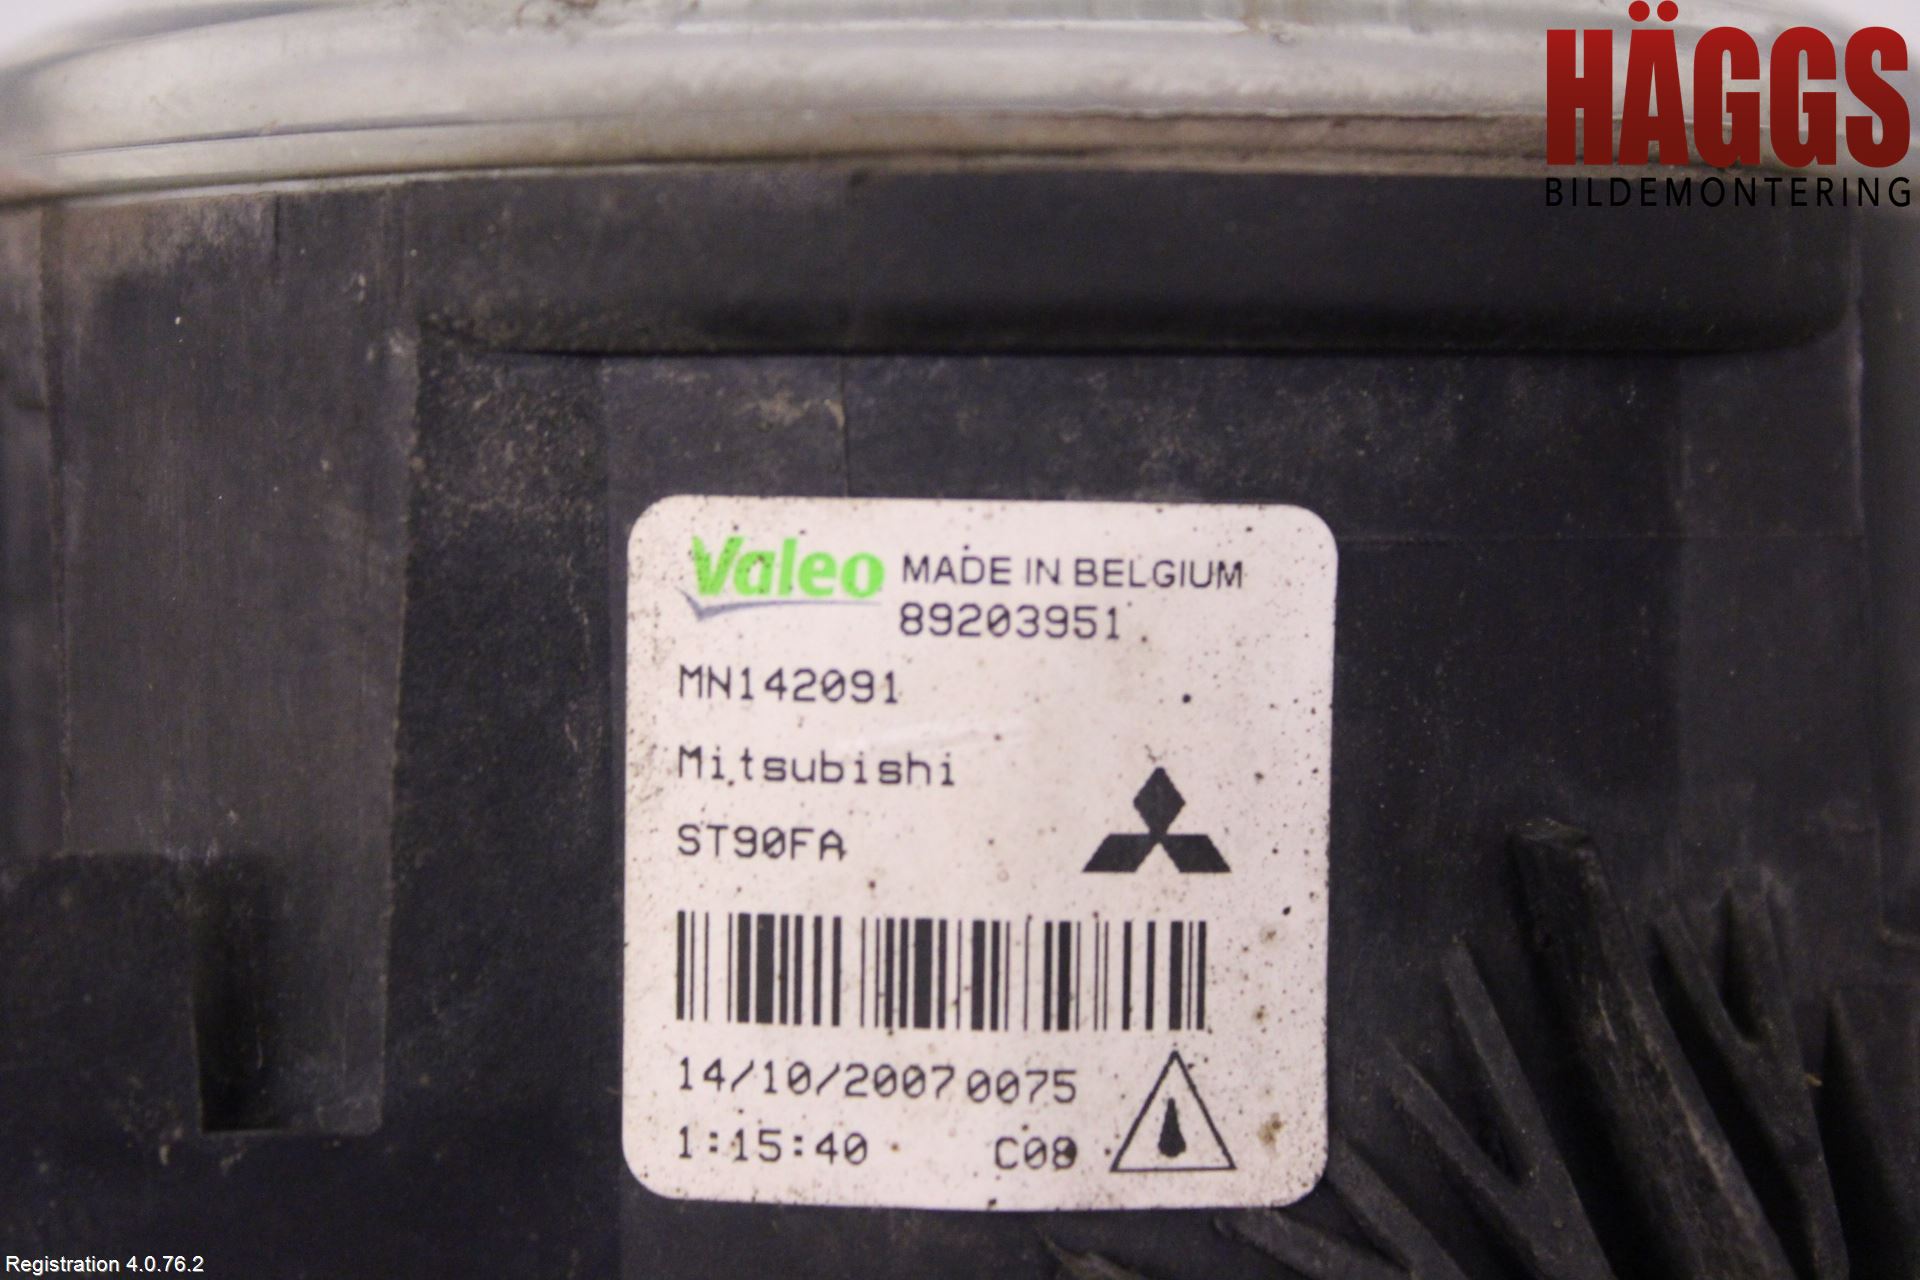 HÄGGS
BILDEMONTERING
Valeo MADE IN BELGIUM
89203951
MN142091
Mitsubishi
ST90FA
14/10/2007 0075
1:15:40 C08
Registration 4.0.76.2